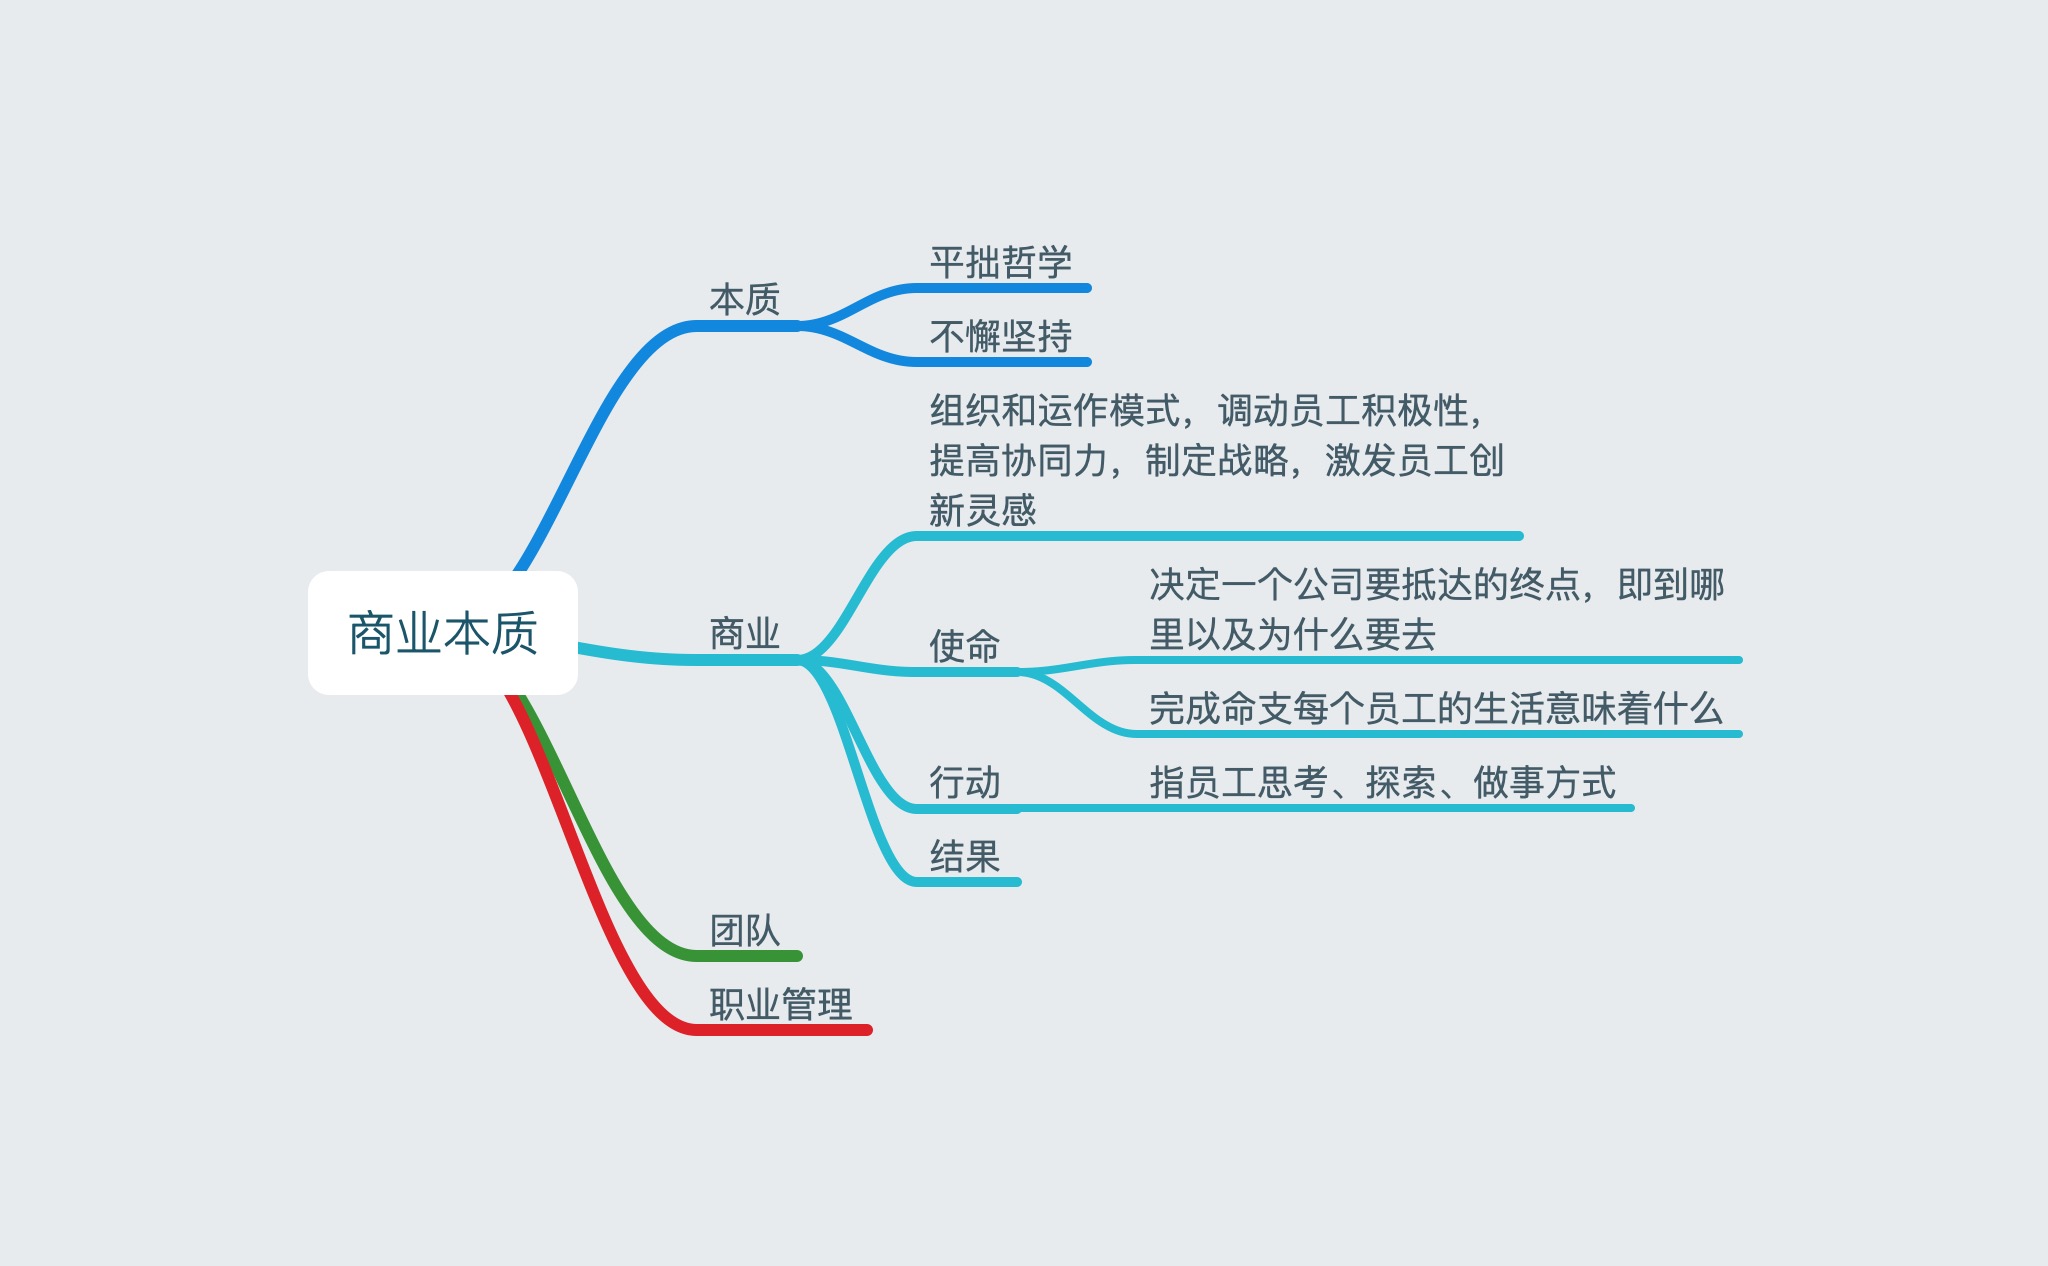 商业本质
本质
平拙哲学
不懈坚持
商业
组织和运作模式，调动员工积极性，
提高协同力，制定战略，激发员工创
新灵感
使命
决定一个公司要抵达的终点，即到哪
里以及为什么要去
完成命支每个员工的生活意味着什么
行动
指员工思考、探索、做事方式
结果
团队
职业管理